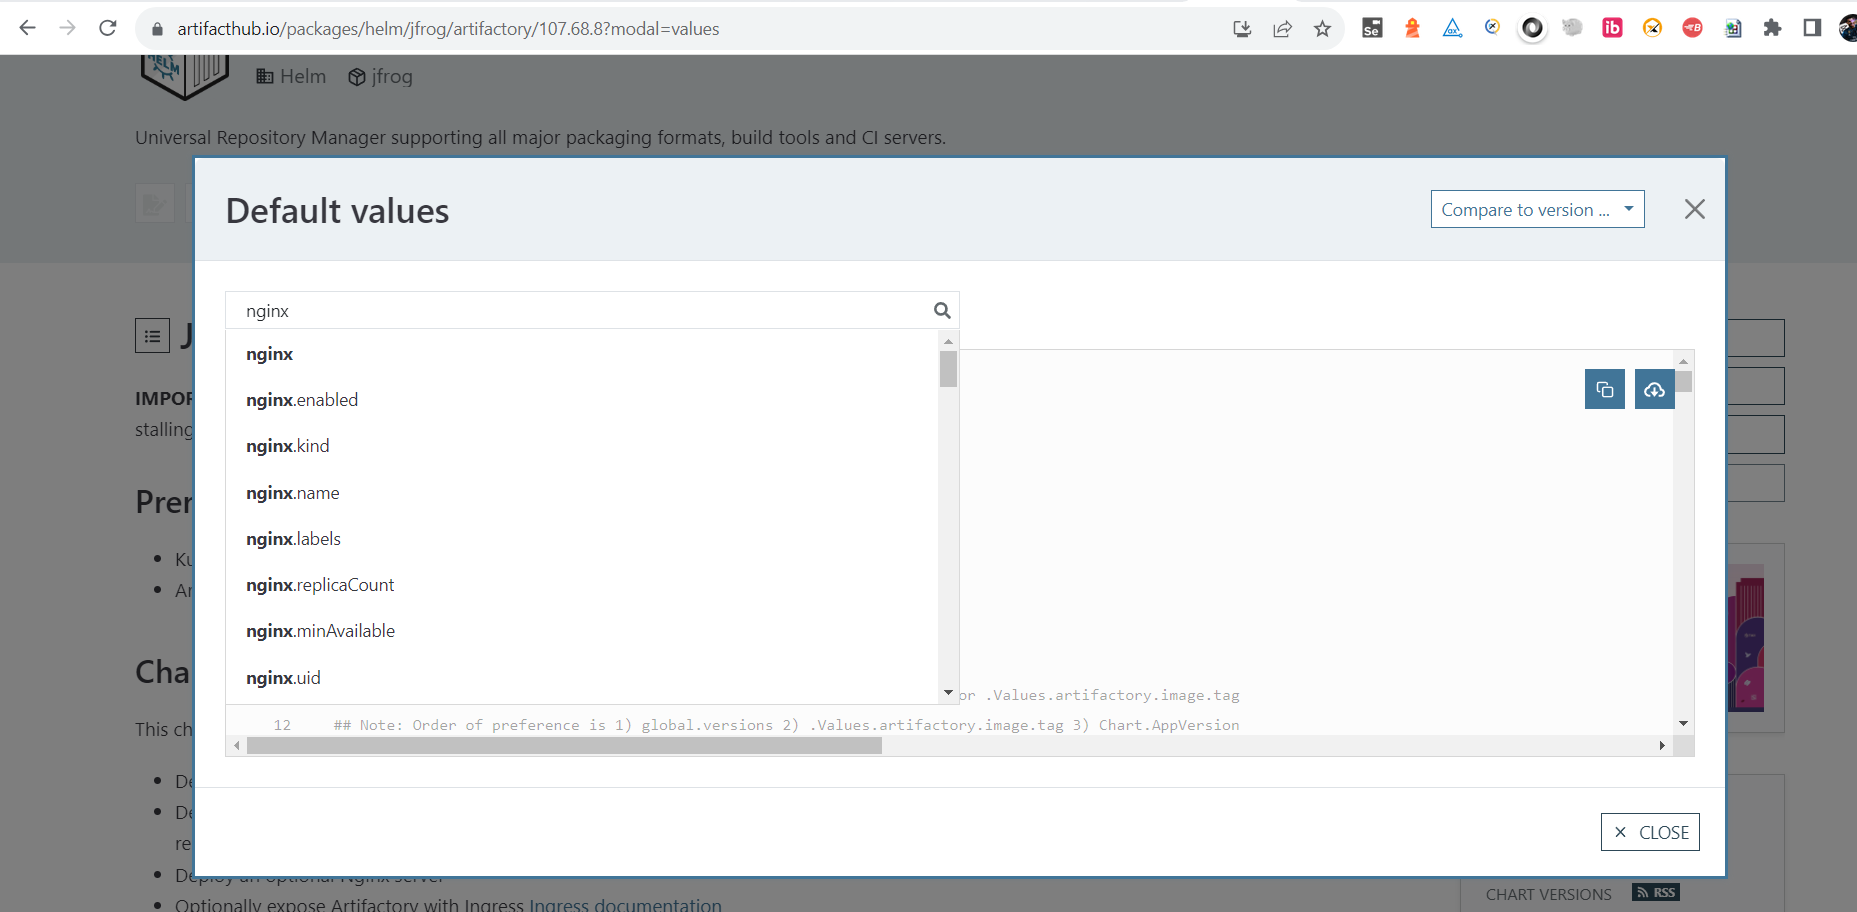 artifacthub.io/packages/helm/jfrog/artifactory/107.68.8?modal=values
HELM
Helm jfrog
Universal Repository Manager supporting all major packaging formats, build tools and CI servers.
Default values
Compare to version ...
nginx
nginx
nginx.enabled
nginx.kind
nginx.name
nginx.labels
nginx.replicaCount
nginx.minAvailable
nginx.uid
or .Values.artifactory.image.tag
12 ## Note: Order of preference is 1) global.versions 2) .Values.artifactory.image.tag 3) Chart.AppVersion
CLOSE
J
IMPOR
stalling
Prer
Ku
Ar
Cha
This ch
De
De
re
Deploy an optional Nginx server
Optionally expose Artifactory with Ingress Ingress documentation
CHART VERSIONS RSS